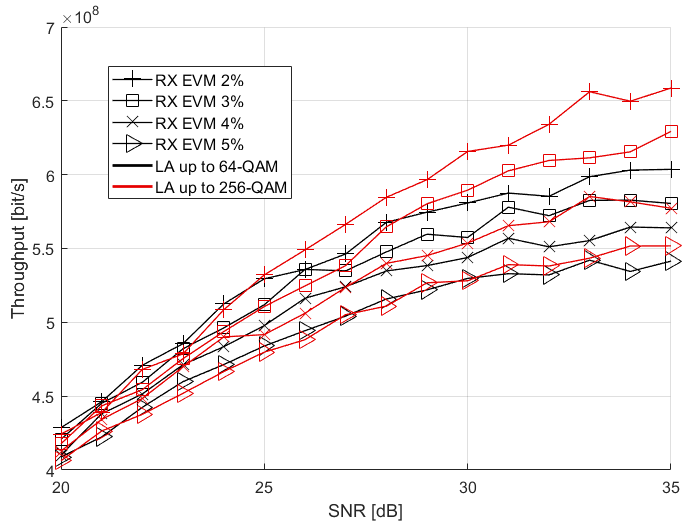 ×10⁸
7
6.5
6
5.5
5
4.5
4
Throughput [bit/s]
RX EVM 2%
RX EVM 3%
RX EVM 4%
RX EVM 5%
LA up to 64-QAM
LA up to 256-QAM
20
25
30
35
SNR [dB]